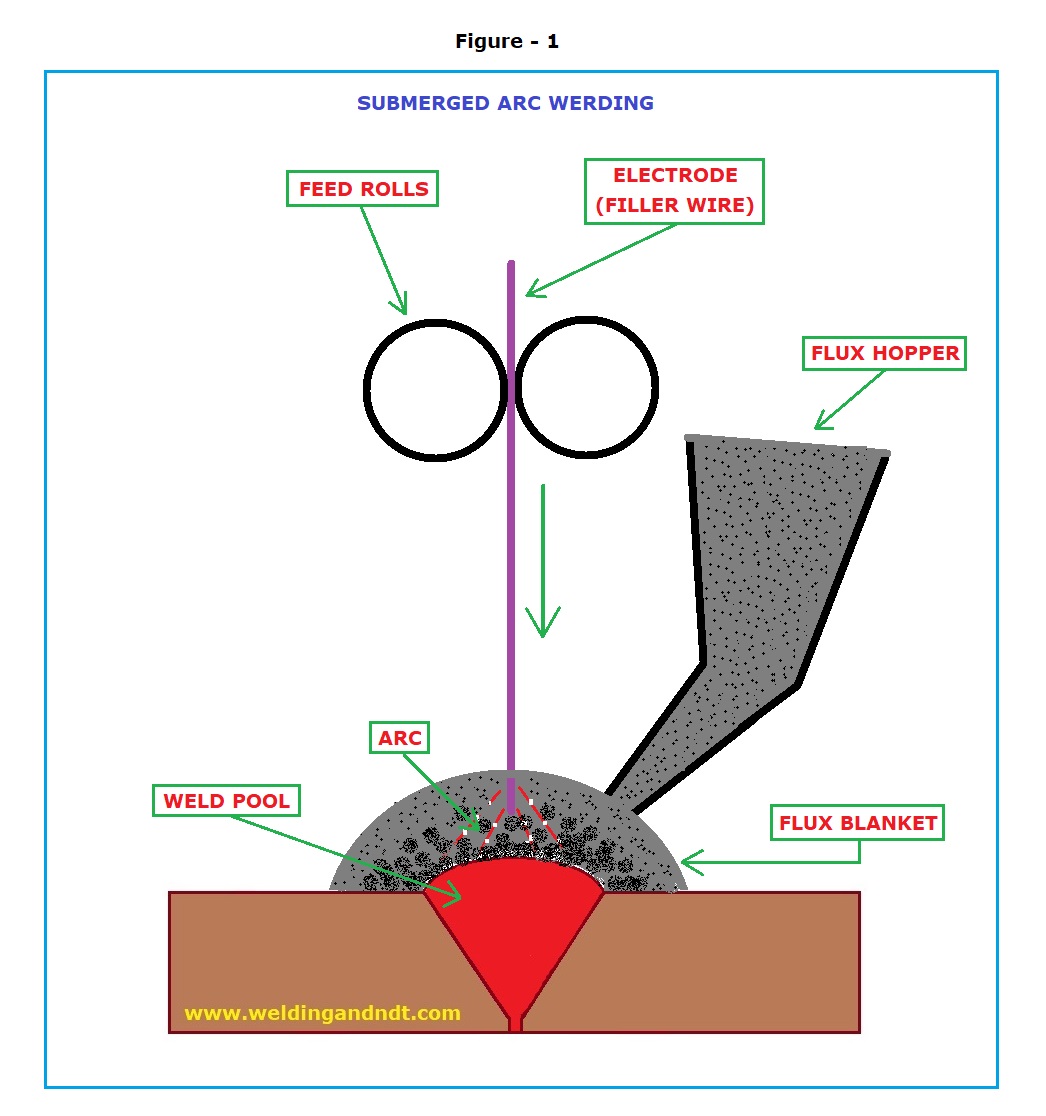 Figure - 1
SUBMERGED ARC WERDING
FEED ROLLS
ELECTRODE
(FILLER WIRE)
FLUX HOPPER
ARC
WELD POOL
FLUX BLANKET
www.weldingandndt.com